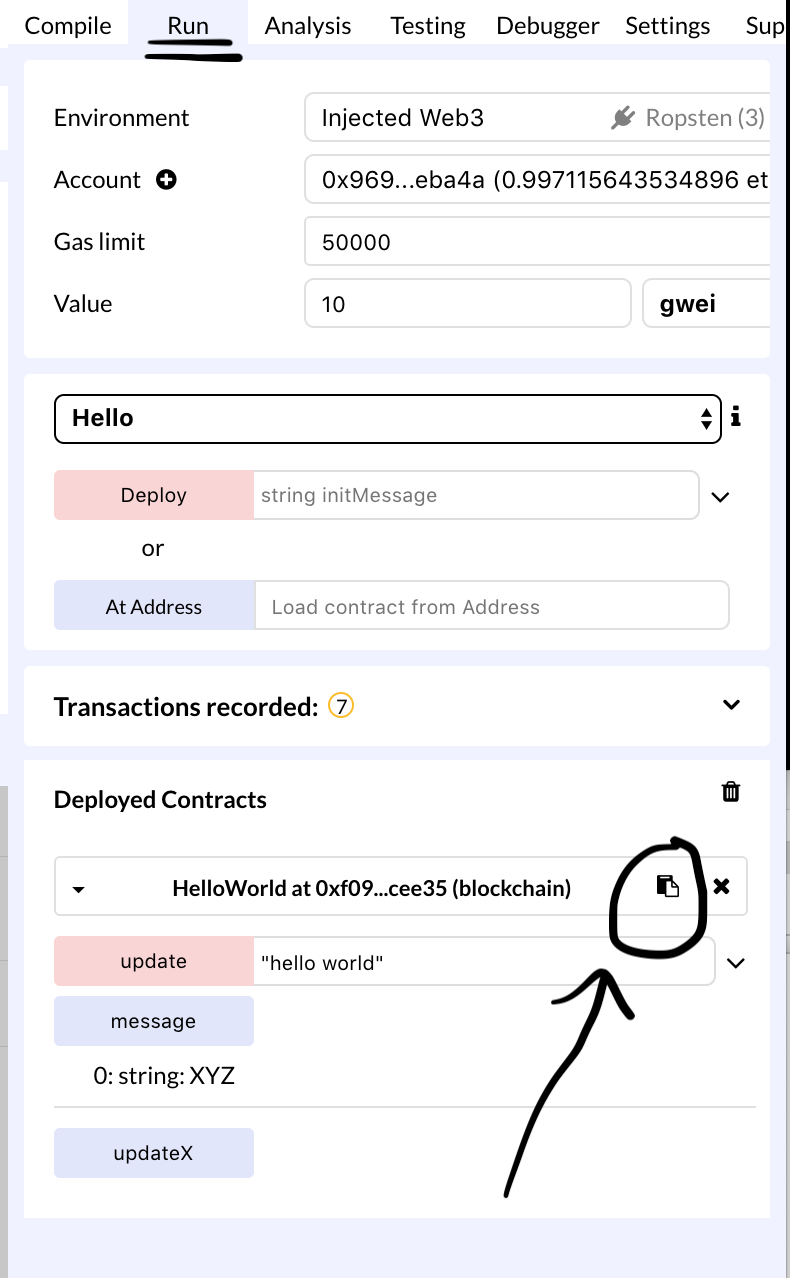 Compile Run Analysis Testing Debugger Settings Sup
Environment Injected Web3 Ropsten (3)
Account 0x969...eba4a (0.997115643534896 et
Gas limit 50000
Value 10 gwei
Hello
Deploy string initMessage
or
At Address Load contract from Address
Transactions recorded: 7
Deployed Contracts
HelloWorld at 0xf09...cee35 (blockchain)
update "hello world"
message
0: string: XYZ
updateX